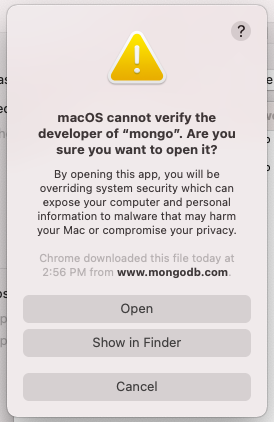 ?
macOS cannot verify the
developer of “mongo”. Are you
sure you want to open it?
By opening this app, you will be
overriding system security which can
expose your computer and personal
information to malware that may harm
your Mac or compromise your privacy.
Chrome downloaded this file today at
2:56 PM from www.mongodb.com.
Open
Show in Finder
Cancel